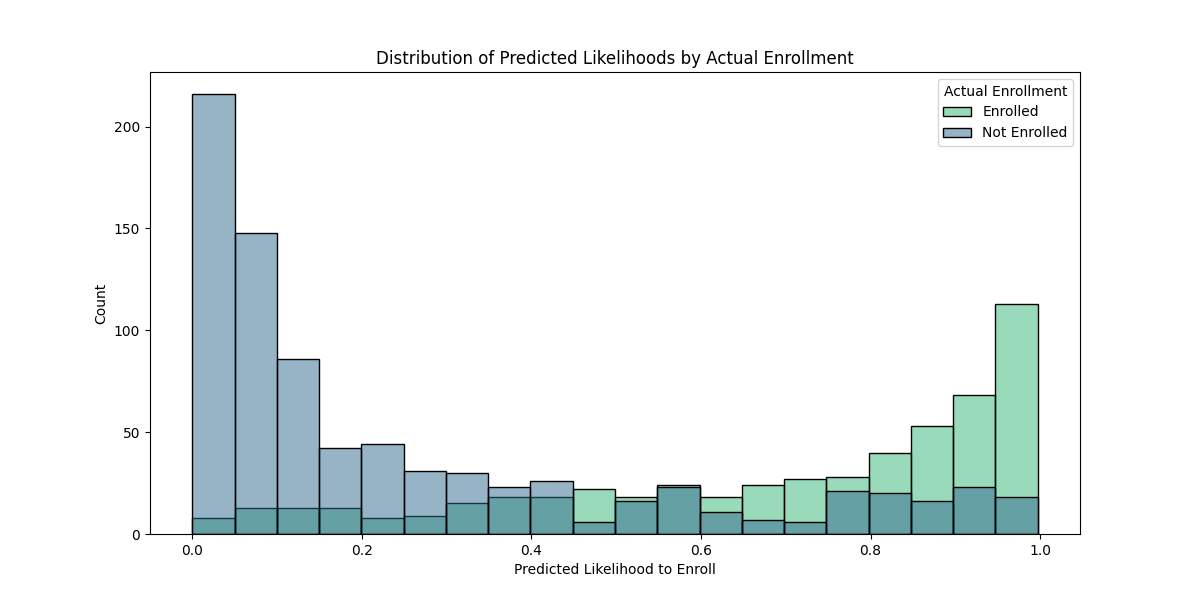 Distribution of Predicted Likelihoods by Actual Enrollment
Actual Enrollment
Enrolled
Not Enrolled
Count
200
150
100
50
0
0.0 0.2 0.4 0.6 0.8 1.0
Predicted Likelihood to Enroll